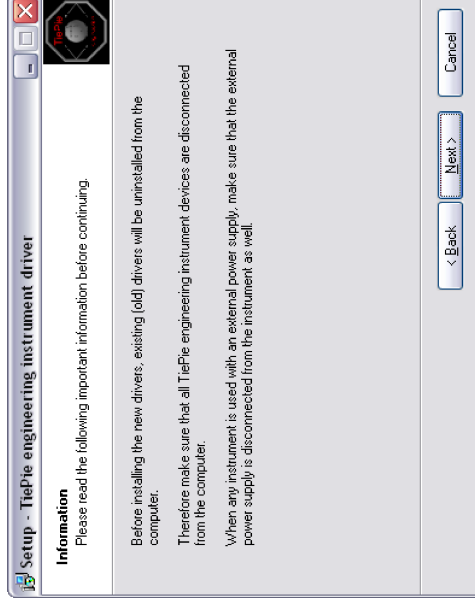 Setup - TiePie engineering instrument driver
Information
Please read the following important information before continuing.
TiePie
Before installing the new drivers, existing (old) drivers will be uninstalled from the
computer.
Therefore make sure that all TiePie engineering instrument devices are disconnected
from the computer.
When any instrument is used with an external power supply, make sure that the external
power supply is disconnected from the instrument as well.
< Back
Next >
Cancel